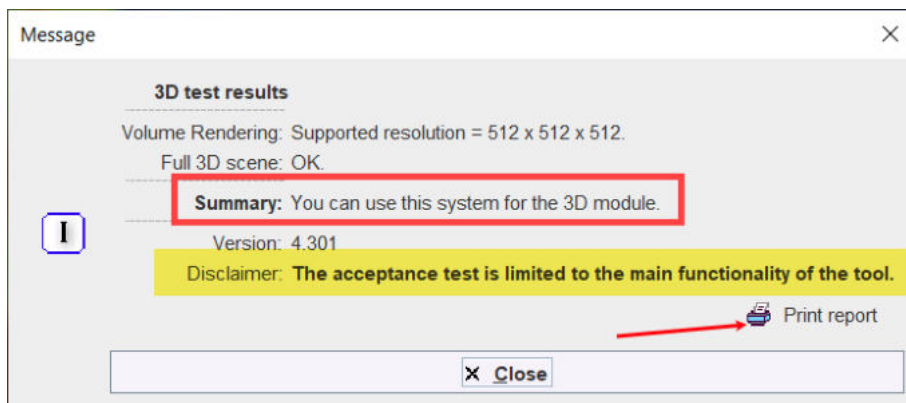 Message
3D test results
Volume Rendering: Supported resolution = 512 x 512 x 512.
Full 3D scene: OK.
Summary: You can use this system for the 3D module.
I
Version: 4.301
Disclaimer: The acceptance test is limited to the main functionality of the tool.
Print report
Close